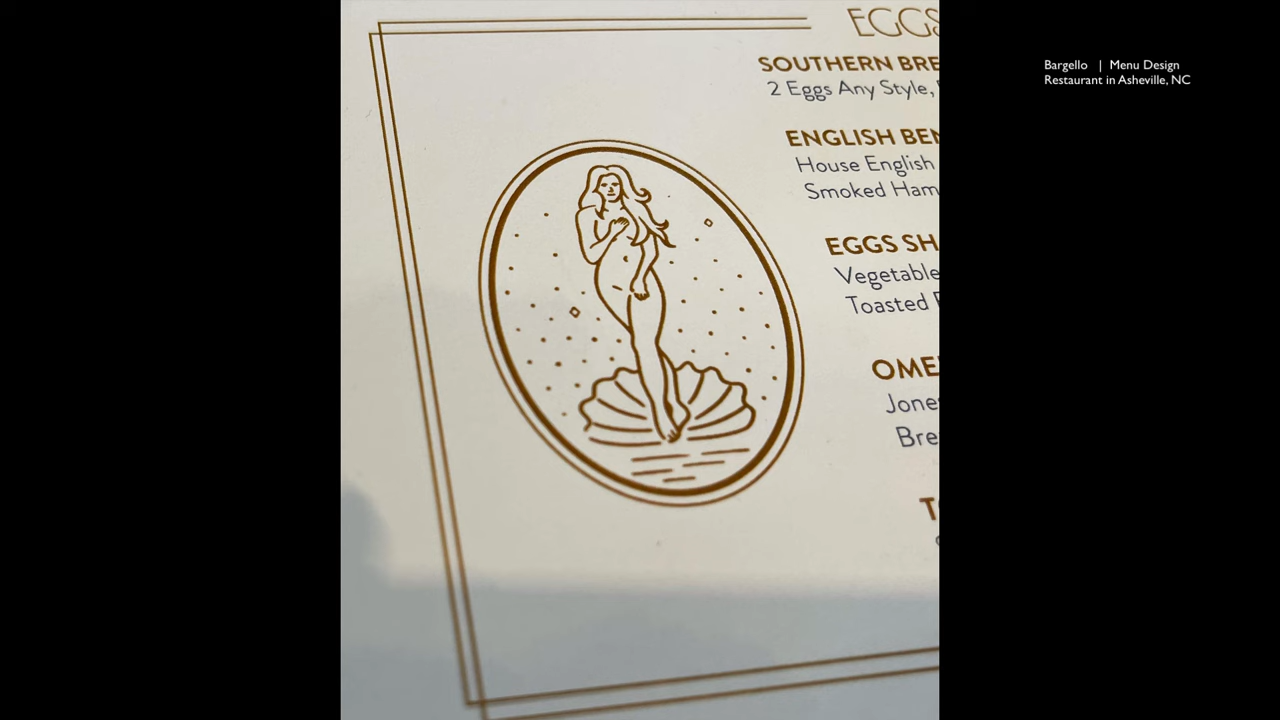 EGGS
SOUTHERN BRE
2 Eggs Any Style,
ENGLISH BEN
House English
Smoked Ham
EGGS SH
Vegetable
Toasted
OME
Jone
Bre
Bargello | Menu Design
Restaurant in Asheville, NC